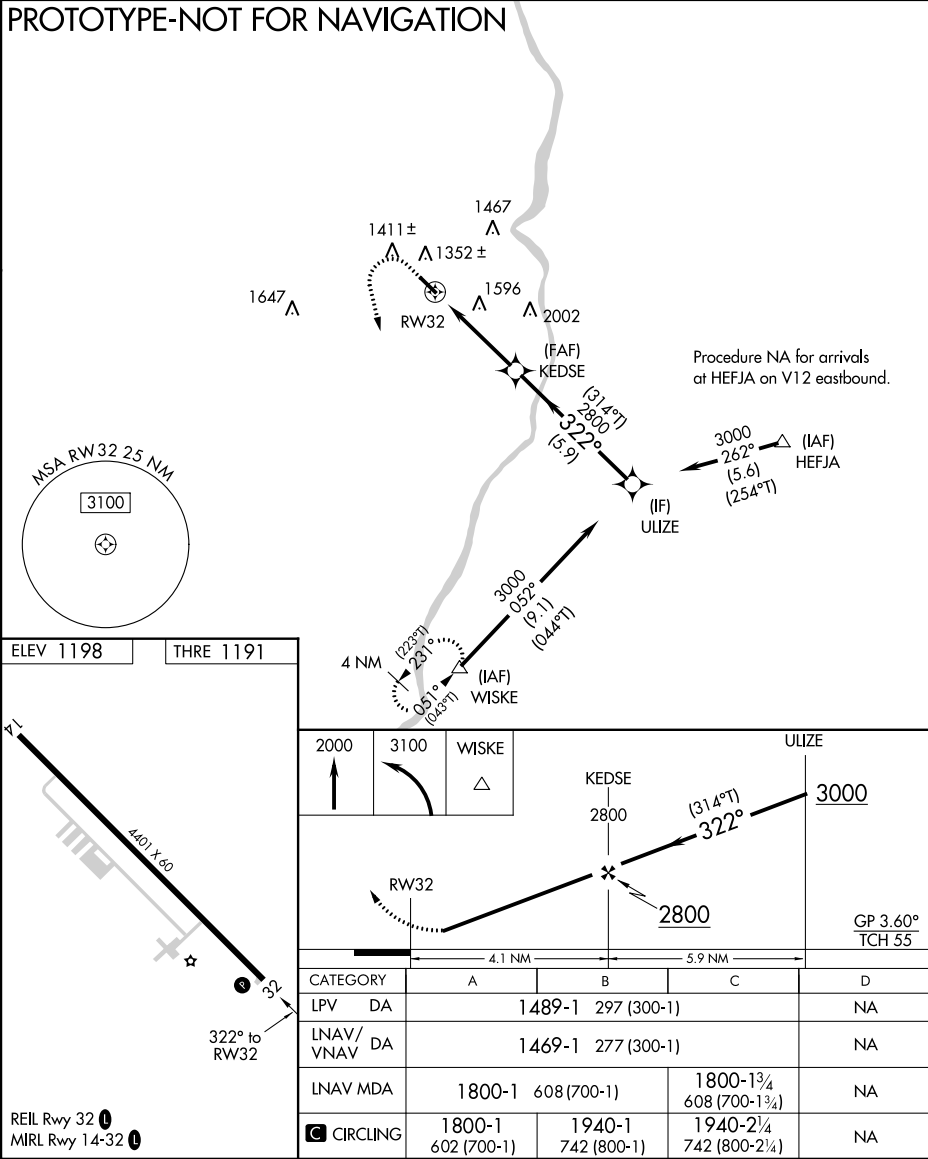 PROTOTYPE-NOT FOR NAVIGATION
1467
1411 ±
1352 ±
1647
1596
2002
RW32
(FAF)
KEDSE
Procedure NA for arrivals
at HEFJA on V12 eastbound.
(314°T)
2800
322°
(5.9)
3000
262°
(5.6)
(254°T)
(IAF)
HEFJA
(IF)
ULIZE
MSA RW32 25 NM
3100
3000
052°
(9.1)
(044°T)
4 NM
(223°T)
231°
051°
(043°T)
(IAF)
WISKE
ELEV 1198
THRE 1191
14
4401 X 60
P
32
322° to
RW32
REIL Rwy 32 L
MIRL Rwy 14-32 L
2000
3100
WISKE
ULIZE
KEDSE
2800
(314°T)
322°
3000
RW32
2800
GP 3.60°
TCH 55
4.1 NM
5.9 NM
CATEGORY A B C D
LPV DA 1489-1 297 (300-1) NA
LNAV/
VNAV DA 1469-1 277 (300-1) NA
LNAV MDA 1800-1 608 (700-1) 1800-1¾ NA
608 (700-1¾)
C CIRCLING 1800-1 1940-1 1940-2¼ NA
602 (700-1) 742 (800-1) 742 (800-2¼)